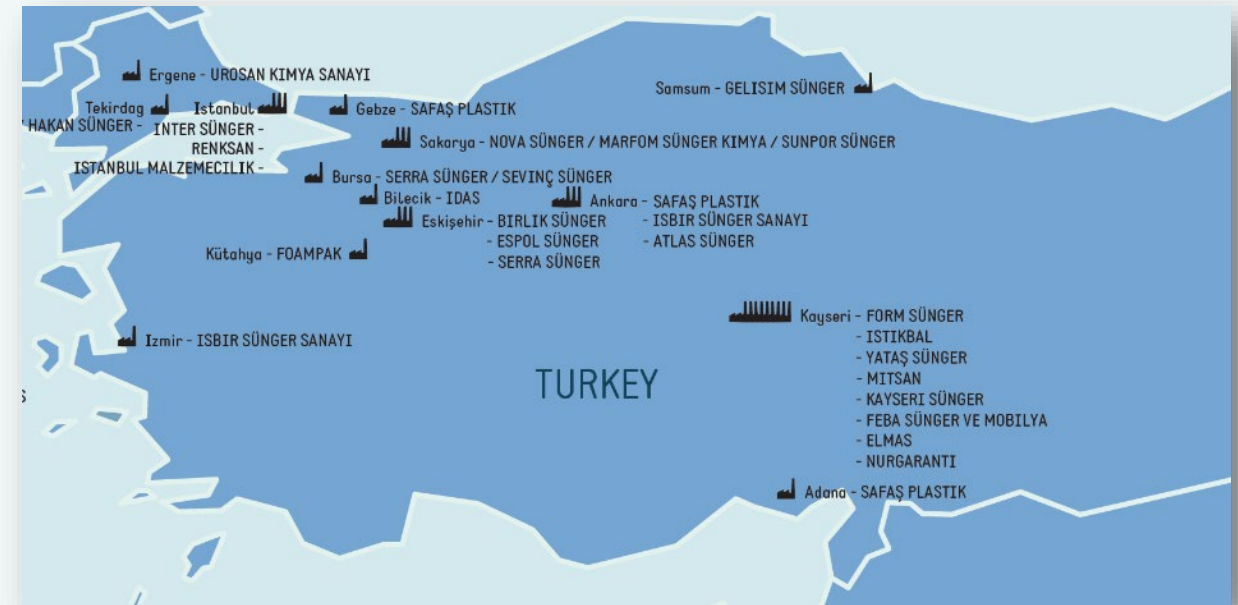 Ergene - UROSAN KIMYA SANAYI
Samsum - GELISIM SÜNGER
Tekirdag
HAKAN SÜNGER -
Istanbul
INTER SÜNGER -
RENKSAN -
ISTANBUL MALZEMECILIK -
Gebze - SAFAŞ PLASTIK
Sakarya - NOVA SÜNGER / MARFOM SÜNGER KIMYA / SUNPOR SÜNGER
Bursa - SERRA SÜNGER / SEVINÇ SÜNGER
Bilecik - IDAS
Ankara - SAFAŞ PLASTIK
- ISBIR SÜNGER SANAYI
- ATLAS SÜNGER
Eskişehir - BIRLIK SÜNGER
- ESPOL SÜNGER
- SERRA SÜNGER
Kütahya - FOAMPAK
Izmir - ISBIR SÜNGER SANAYI
Kayseri - FORM SÜNGER
- ISTIKBAL
- YATAŞ SÜNGER
- MITSAN
- KAYSERI SÜNGER
- FEBA SÜNGER VE MOBILYA
- ELMAS
- NURGARANTI
TURKEY
Adana - SAFAŞ PLASTIK